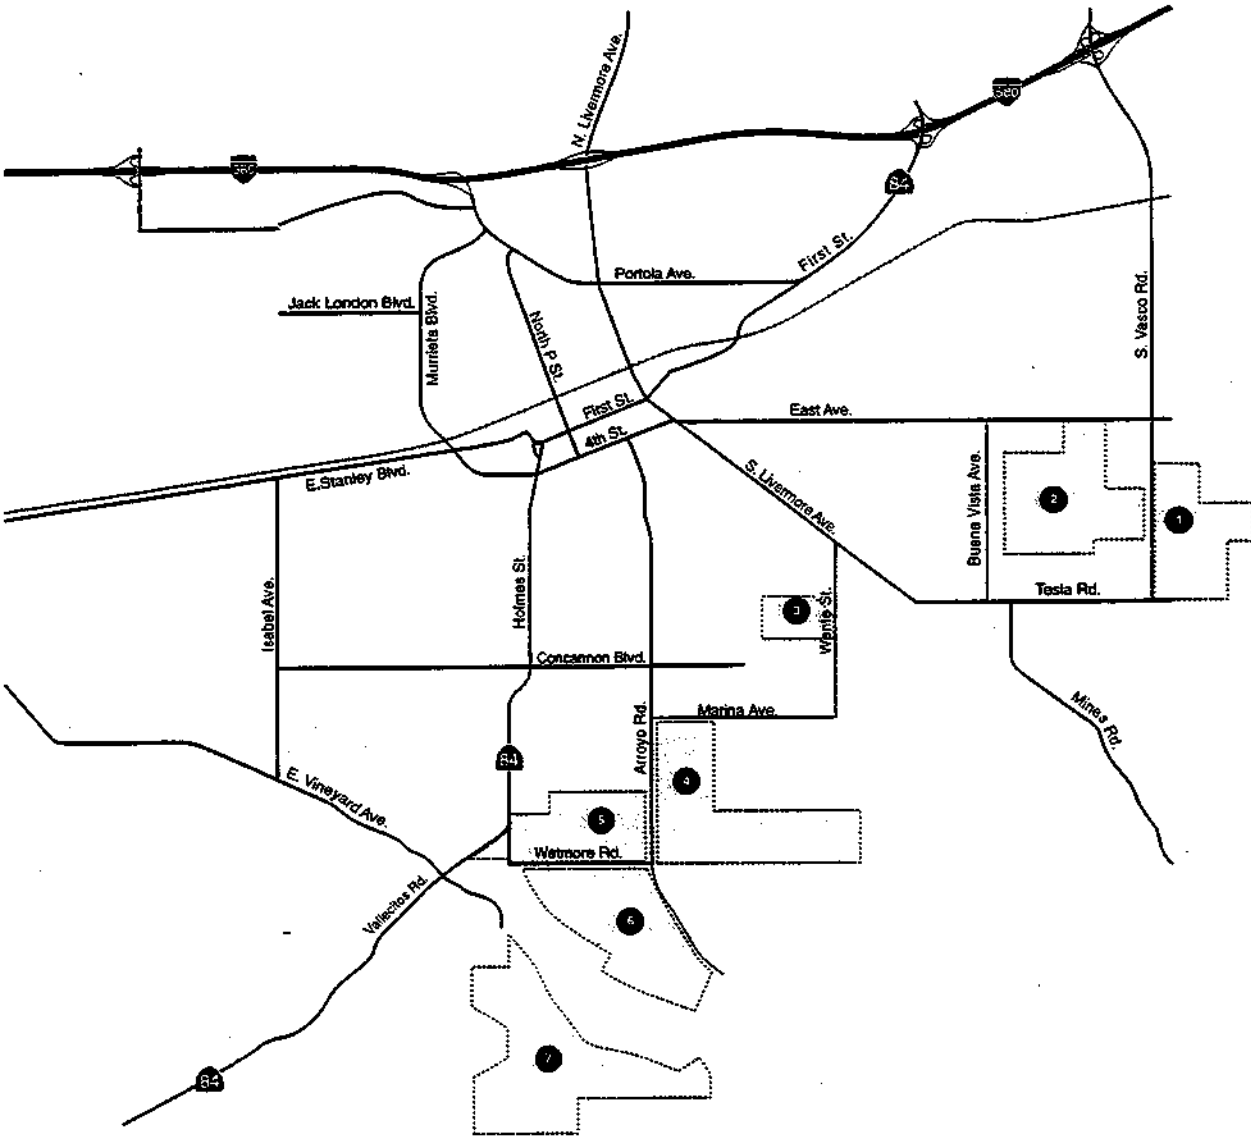 N. Livermore Ave.
580
580
84
First St.
Portola Ave.
Jack London Blvd.
Murrieta Blvd.
North P St.
S. Vasco Rd.
First St.
4th St.
East Ave.
E.Stanley Blvd.
S. Livermore Ave.
Buena Vista Ave.
2
1
Holmes St.
Isabel Ave.
Tesla Rd.
3
Wente St.
Concannon Blvd.
Marina Ave.
Arroyo Rd.
Mines Rd.
84
4
E. Vineyard Ave.
5
Wetmore Rd.
Vallecitos Rd.
6
7
84